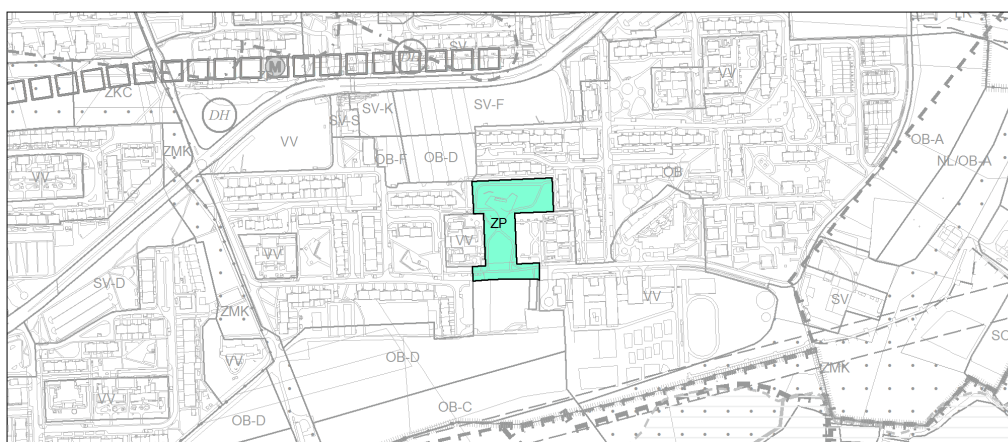 SV
DH
M
VV
ZKC
SV-K
SV-F
DH
SV-S
VV
OB-A
ZMK
OB-F
OB-D
NL/OB-A
VV
OB
ZP
VV
VV
SV-D
VV
SV
ZMK
VV
OB-D
ZMK
VV
OB-C
OB-D